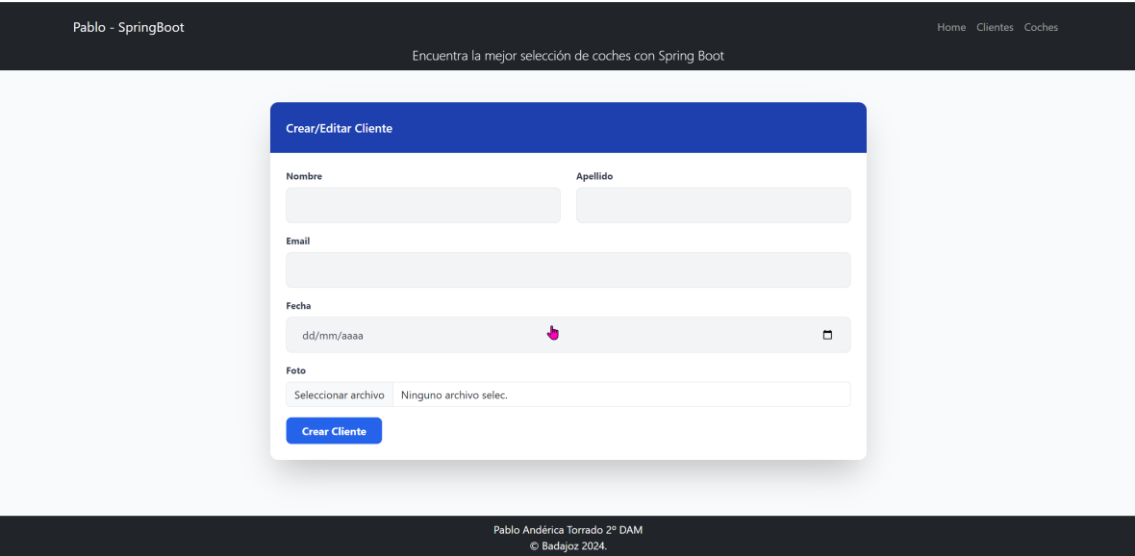 Pablo - SpringBoot
Home Clientes Coches
Encuentra la mejor selección de coches con Spring Boot
Crear/Editar Cliente
Nombre Apellido
Email
Fecha
dd/mm/aaaa
Foto
Seleccionar archivo Ninguno archivo selec.
Crear Cliente
Pablo Andérica Torrado 2º DAM
© Badajoz 2024.